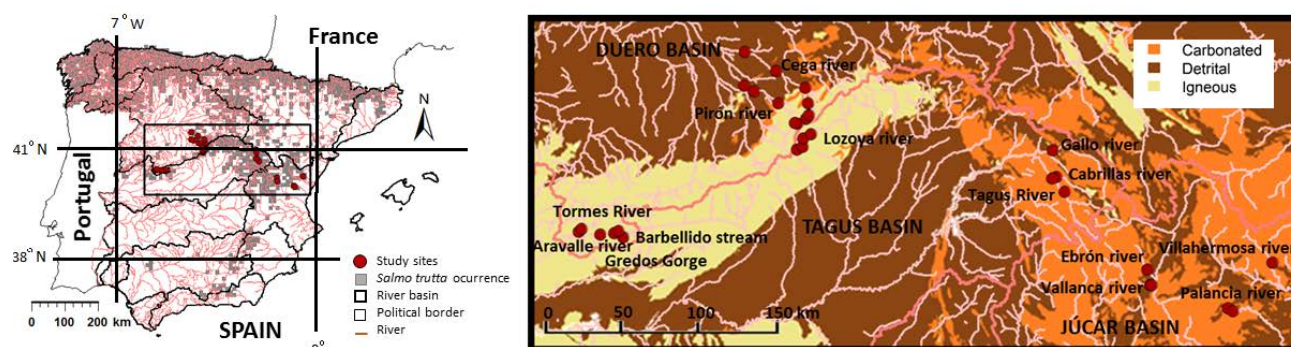 7° W
France
N
41° N
Portugal
38° N
Study sites
Salmo trutta ocurrence
River basin
Political border
River
0 100 200 km
SPAIN
DUERO BASIN
Cega river
Pirón river
Lozoya river
Carbonated
Detrital
Igneous
Gallo river
Cabrillas river
Tagus River
Tormes River
TAGUS BASIN
Aravalle river
Barbellido stream
Gredos Gorge
Ebrón river
Villahermosa river
Vallanca river
Palancia river
0 50 100 150 km
JÚCAR BASIN